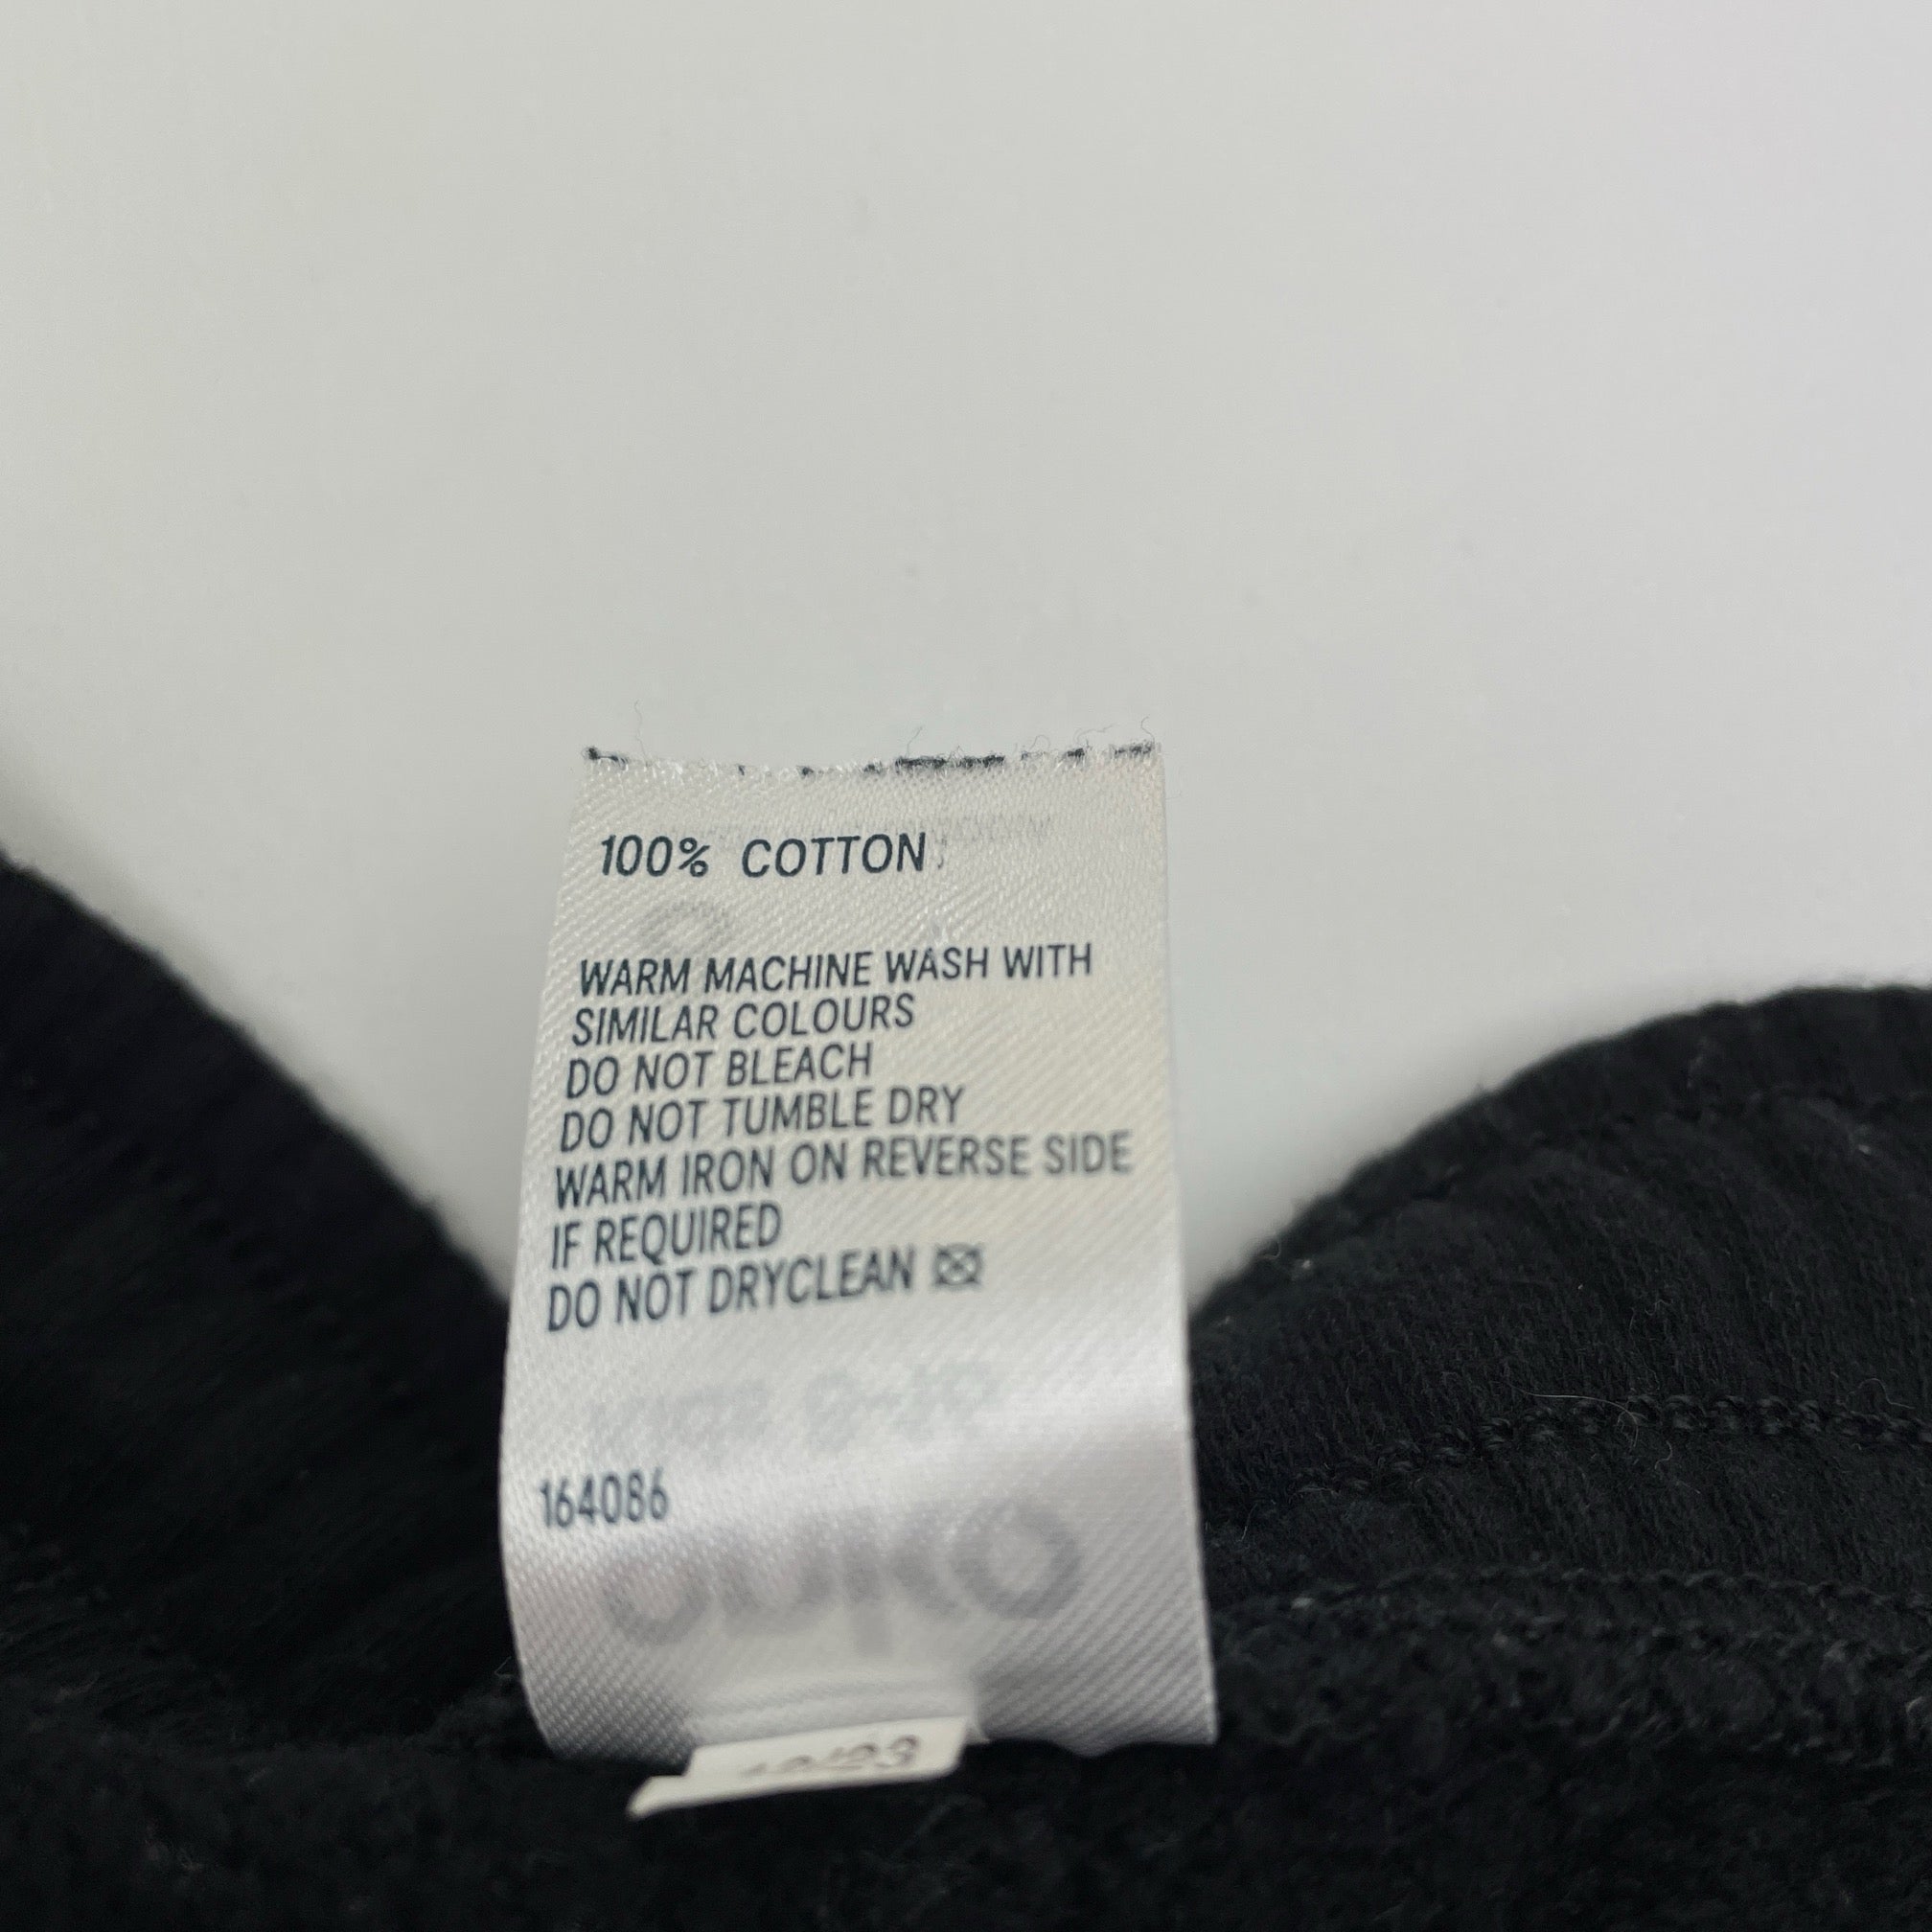 100% COTTON
WARM MACHINE WASH WITH
SIMILAR COLOURS
DO NOT BLEACH
DO NOT TUMBLE DRY
WARM IRON ON REVERSE SIDE
IF REQUIRED
DO NOT DRYCLEAN
164086